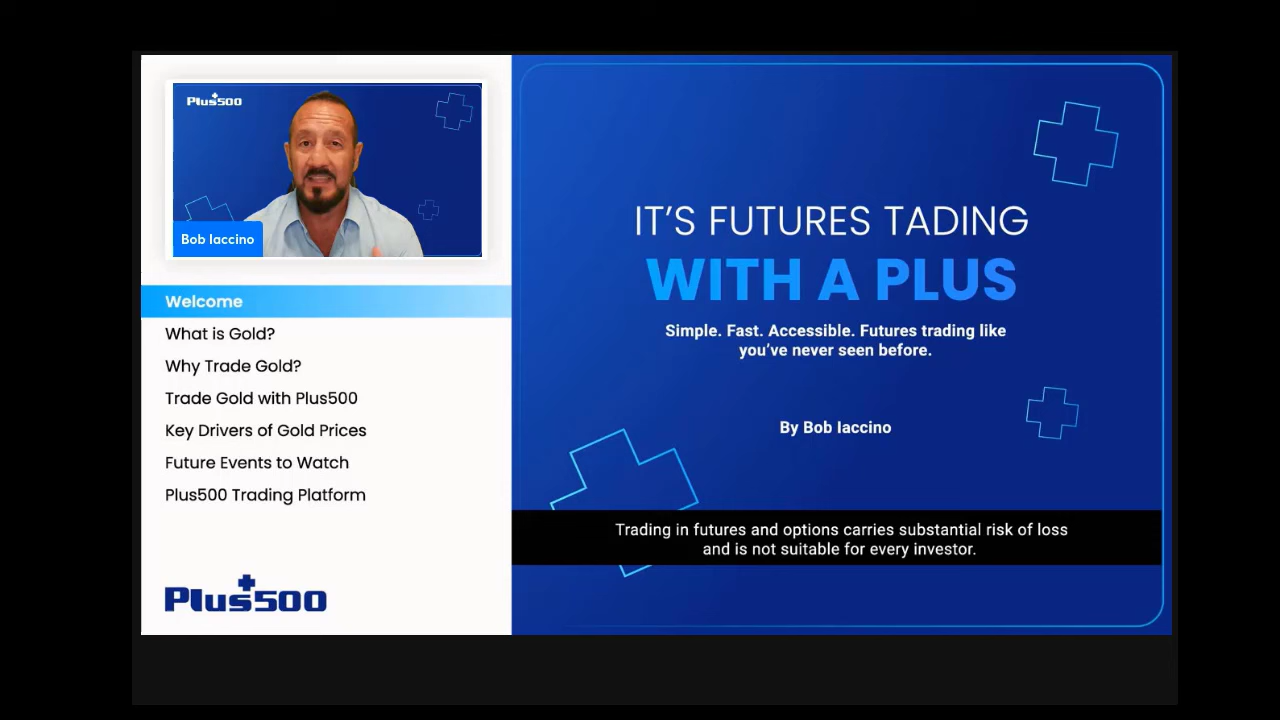 Plus500
Bob Iaccino
Welcome
What is Gold?
Why Trade Gold?
Trade Gold with Plus500
Key Drivers of Gold Prices
Future Events to Watch
Plus500 Trading Platform
Plus500
IT'S FUTURES TADING
WITH A PLUS
Simple. Fast. Accessible. Futures trading like
you've never seen before.
By Bob Iaccino
Trading in futures and options carries substantial risk of loss
and is not suitable for every investor.